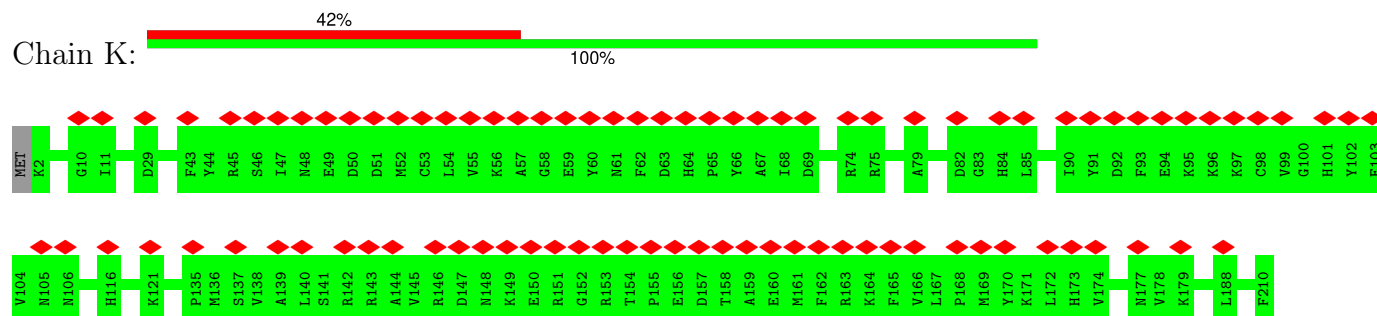 42%
Chain K:
100%
MET K2 G10 I11 D29 F43 Y44 R45 S46 I47 N48 E49 D50 D51 M52 C53 L54 V55 K56 A57 G58 E59 Y60 N61 F62 D63 H64 P65 Y66 A67 I68 D69 R74 R75 A79 D82 G83 H84 L85 I90 Y91 D92 F93 E94 K95 K96 K97 C98 V99 G100 H101 Y102 E103
V104 N105 N106 H116 K121 P135 M136 S137 V138 A139 L140 S141 R142 R143 A144 V145 R146 D147 N148 K149 E150 R151 G152 R153 T154 P155 E156 D157 T158 A159 E160 M161 F162 R163 K164 F165 V166 L167 P168 M169 Y170 K171 L172 H173 V174 N177 V178 K179 L188 F210